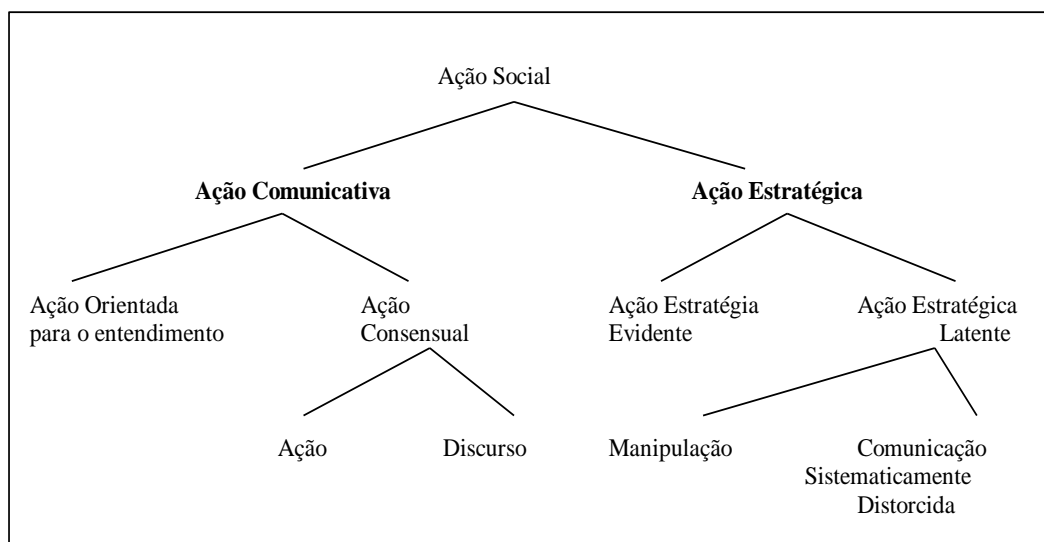 Ação Social
Ação Comunicativa
Ação Estratégica
Ação Orientada
para o entendimento
Ação
Consensual
Ação Estratégia
Evidente
Ação Estratégica
Latente
Ação
Discurso
Manipulação
Comunicação
Sistematicamente
Distorcida